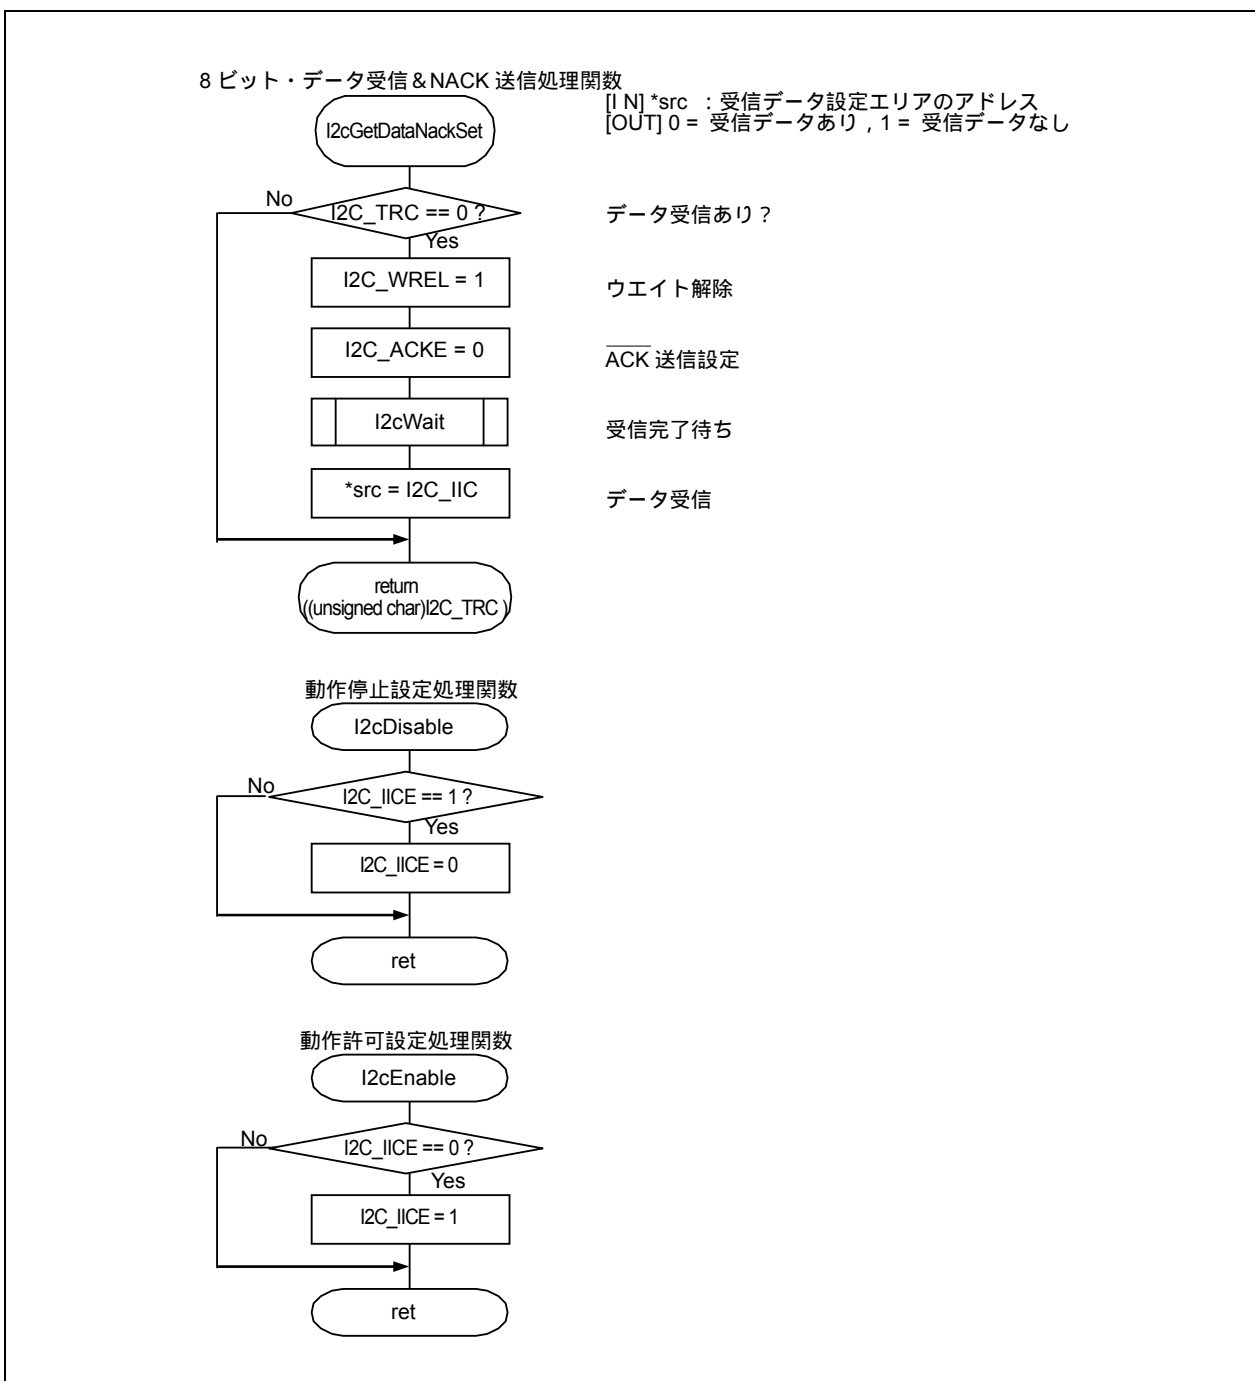 8 ビット・データ受信＆NACK 送信処理関数
[I N] *src ：受信データ設定エリアのアドレス
[OUT] 0 = 受信データあり , 1 = 受信データなし
I2cGetDataNackSet
No
I2C_TRC == 0 ?
データ受信あり？
Yes
I2C_WREL = 1
ウエイト解除
I2C_ACKE = 0
ACK 送信設定
I2cWait
受信完了待ち
*src = I2C_IIC
データ受信
return
((unsigned char)I2C_TRC )
動作停止設定処理関数
I2cDisable
No
I2C_IICE == 1 ?
Yes
I2C_IICE = 0
ret
動作許可設定処理関数
I2cEnable
No
I2C_IICE == 0 ?
Yes
I2C_IICE = 1
ret